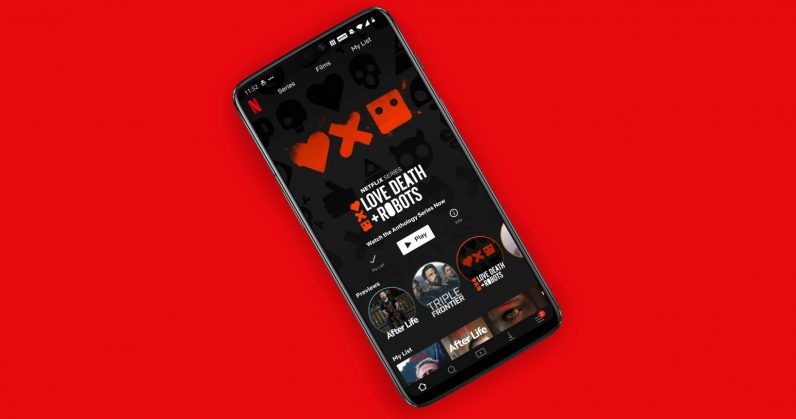 11:52
N
Series
Films
My List
NETFLIX SERIES
LOVE DEATH
+ ROBOTS
Watch the Anthology Series Now
My List
Play
Info
Previews
After Life
TRIPLE
FRONTIER
LOVE DEATH
+ ROBOTS
My List
After Life